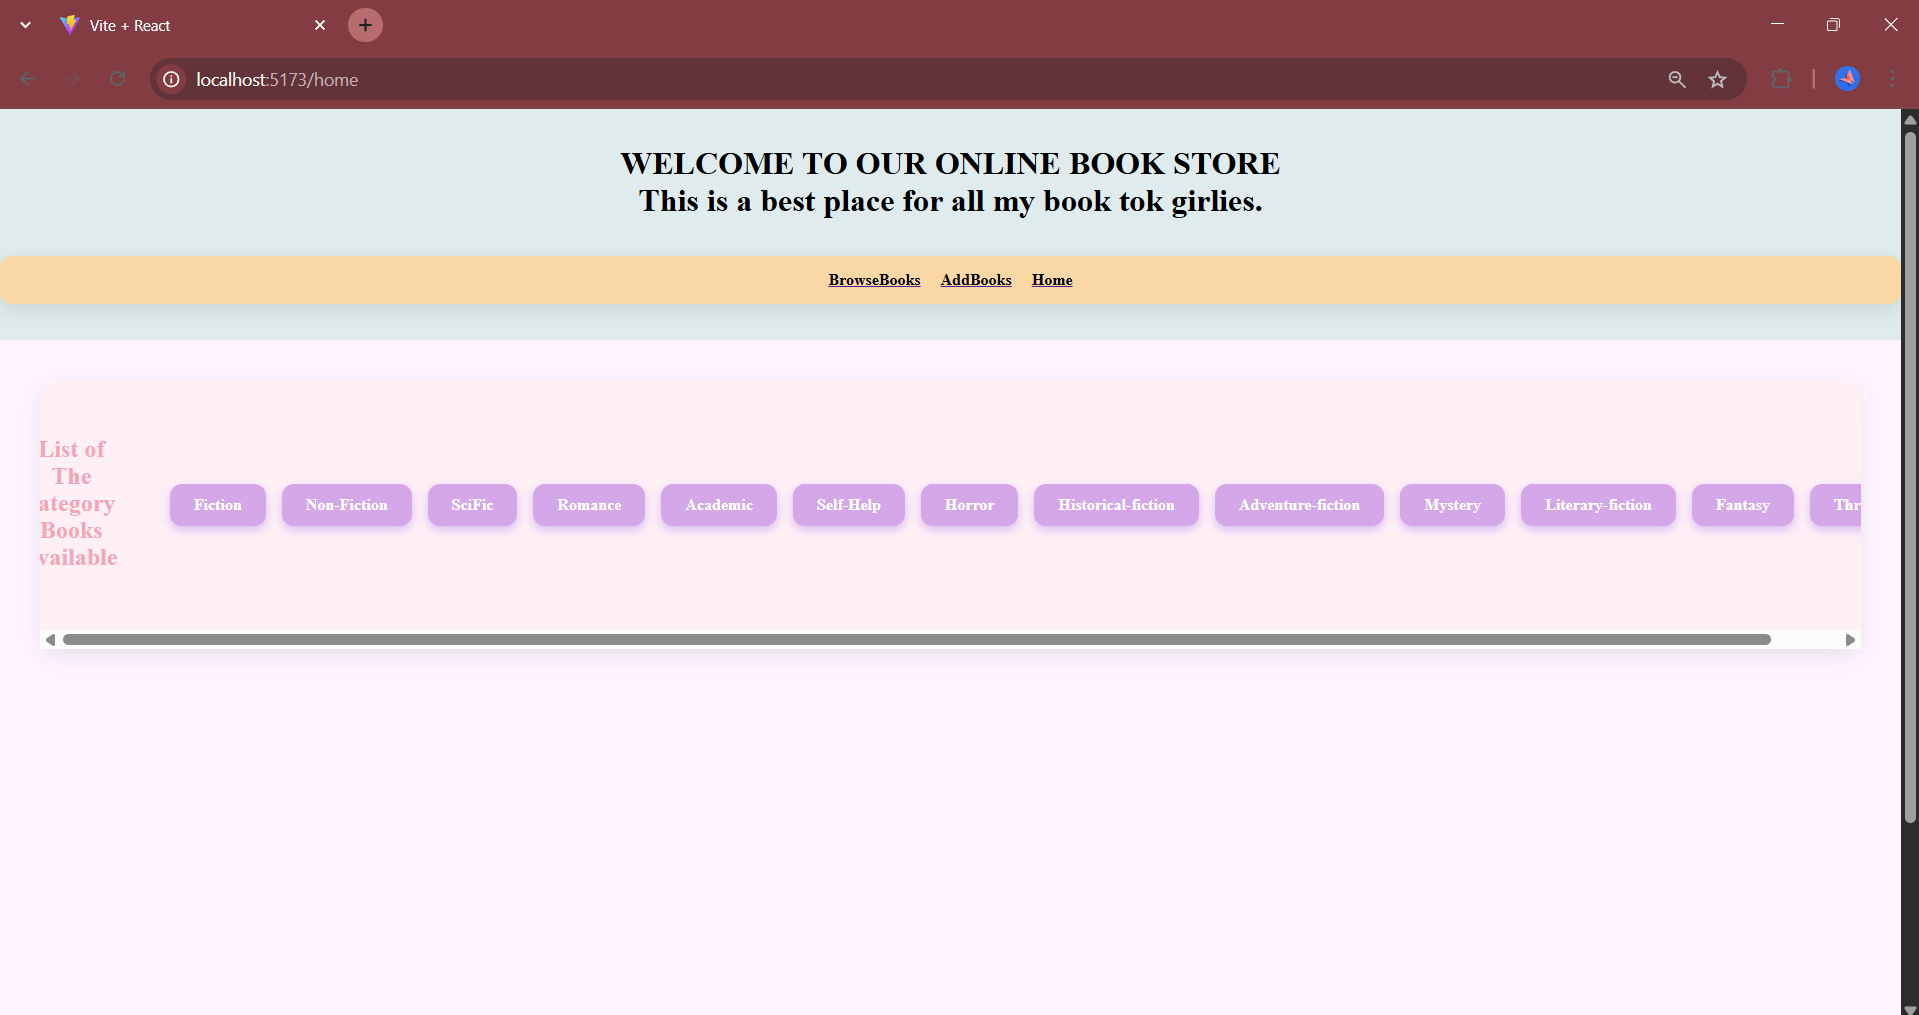 Vite + React
localhost:5173/home
WELCOME TO OUR ONLINE BOOK STORE
This is a best place for all my book tok girlies.
BrowseBooks AddBooks Home
List of
The
ategory
Books
vailable
Fiction Non-Fiction SciFic Romance Academic Self-Help Horror Historical-fiction Adventure-fiction Mystery Literary-fiction Fantasy Thr